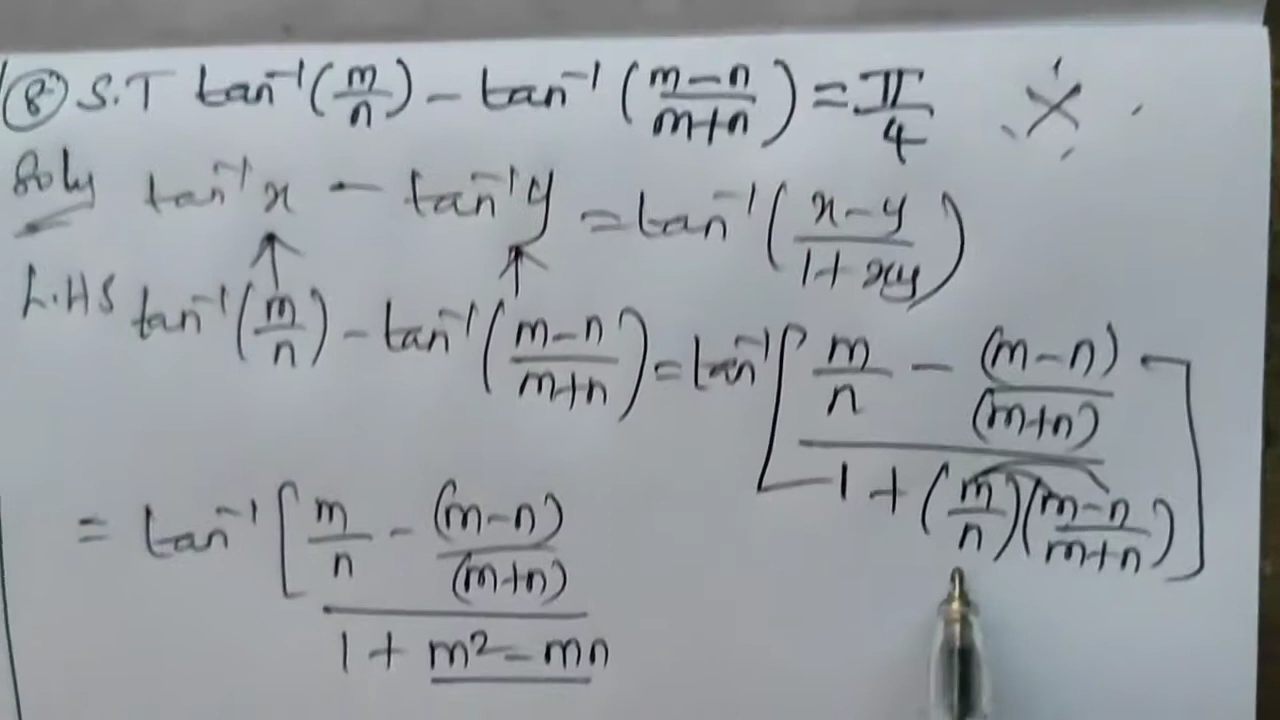 ⑧ S.T tan⁻¹(m/n) - tan⁻¹((m-n)/(m+n)) = π/4
Soln tan⁻¹x - tan⁻¹y = tan⁻¹((x-y)/(1+xy))
L.HS tan⁻¹(m/n) - tan⁻¹((m-n)/(m+n)) = tan⁻¹[(m/n - (m-n)/(m+n))/(1+(m/n)((m-n)/(m+n)))]
= tan⁻¹[(m/n - (m-n)/(m+n))/(1+m²-mn)